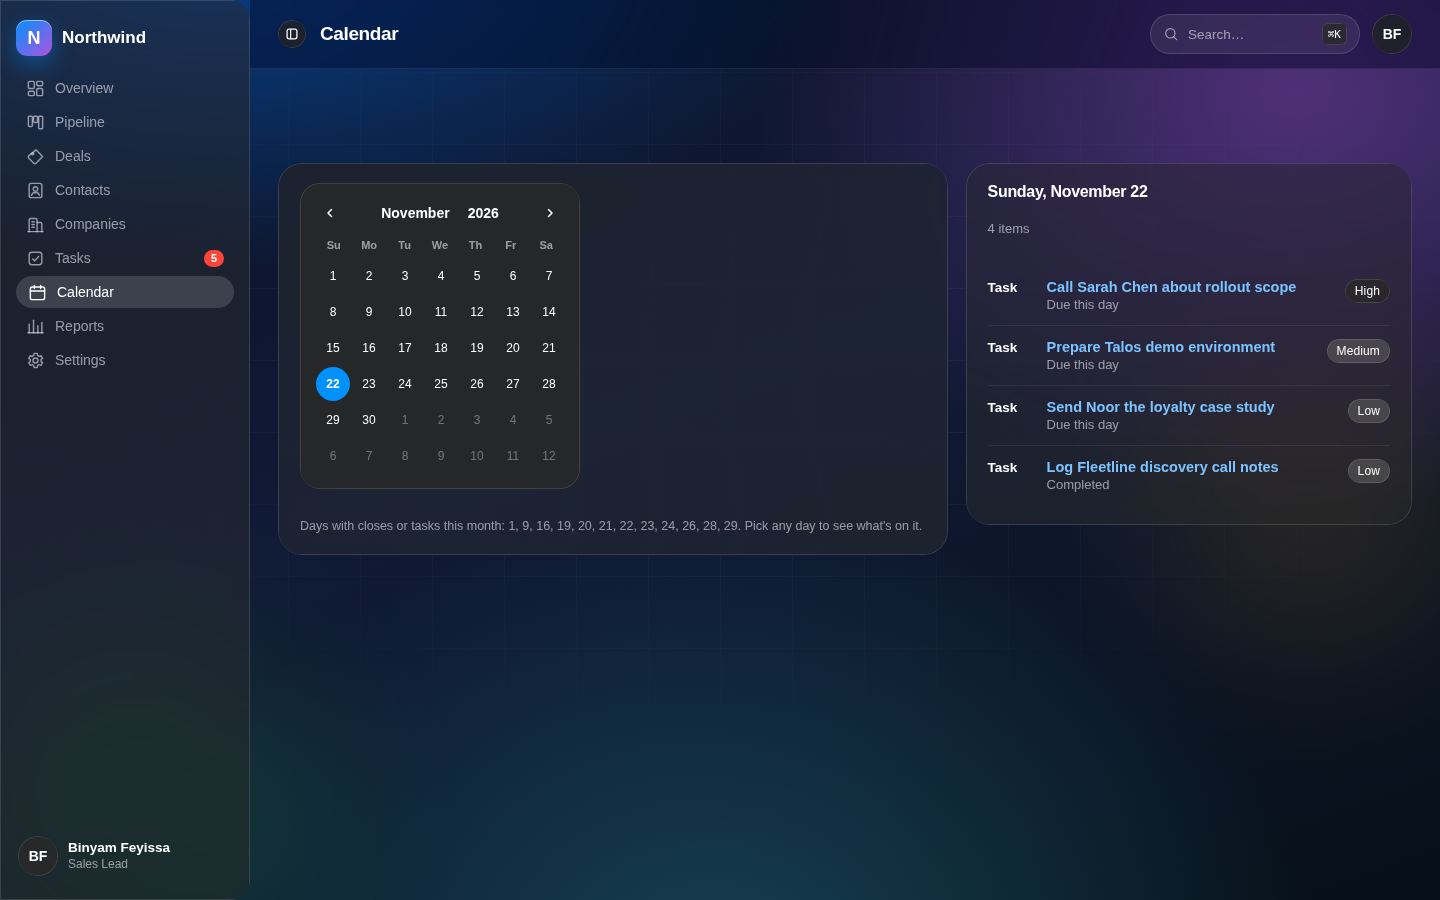 N Northwind
Overview
Pipeline
Deals
Contacts
Companies
Tasks 5
Calendar
Reports
Settings
BF Binyam Feyissa
Sales Lead
Calendar
Search… ⌘K BF
November 2026
Su Mo Tu We Th Fr Sa
1 2 3 4 5 6 7
8 9 10 11 12 13 14
15 16 17 18 19 20 21
22 23 24 25 26 27 28
29 30 1 2 3 4 5
6 7 8 9 10 11 12
Days with closes or tasks this month: 1, 9, 16, 19, 20, 21, 22, 23, 24, 26, 28, 29. Pick any day to see what's on it.
Sunday, November 22
4 items
Task Call Sarah Chen about rollout scope High
Due this day
Task Prepare Talos demo environment Medium
Due this day
Task Send Noor the loyalty case study Low
Due this day
Task Log Fleetline discovery call notes Low
Completed